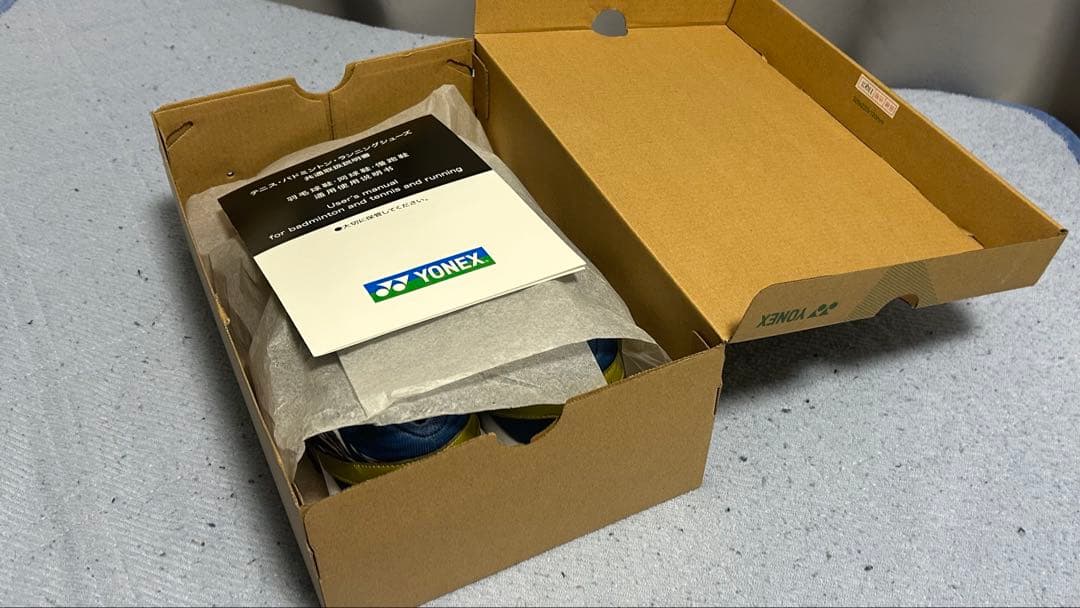 テニス・バドミントン・ランニングシューズ
共通取扱説明書
羽毛球鞋、网球鞋、慢跑鞋
通用使用说明书
User's manual
for badminton and tennis and running
●大切に保管してください。
YONEX
YONEX